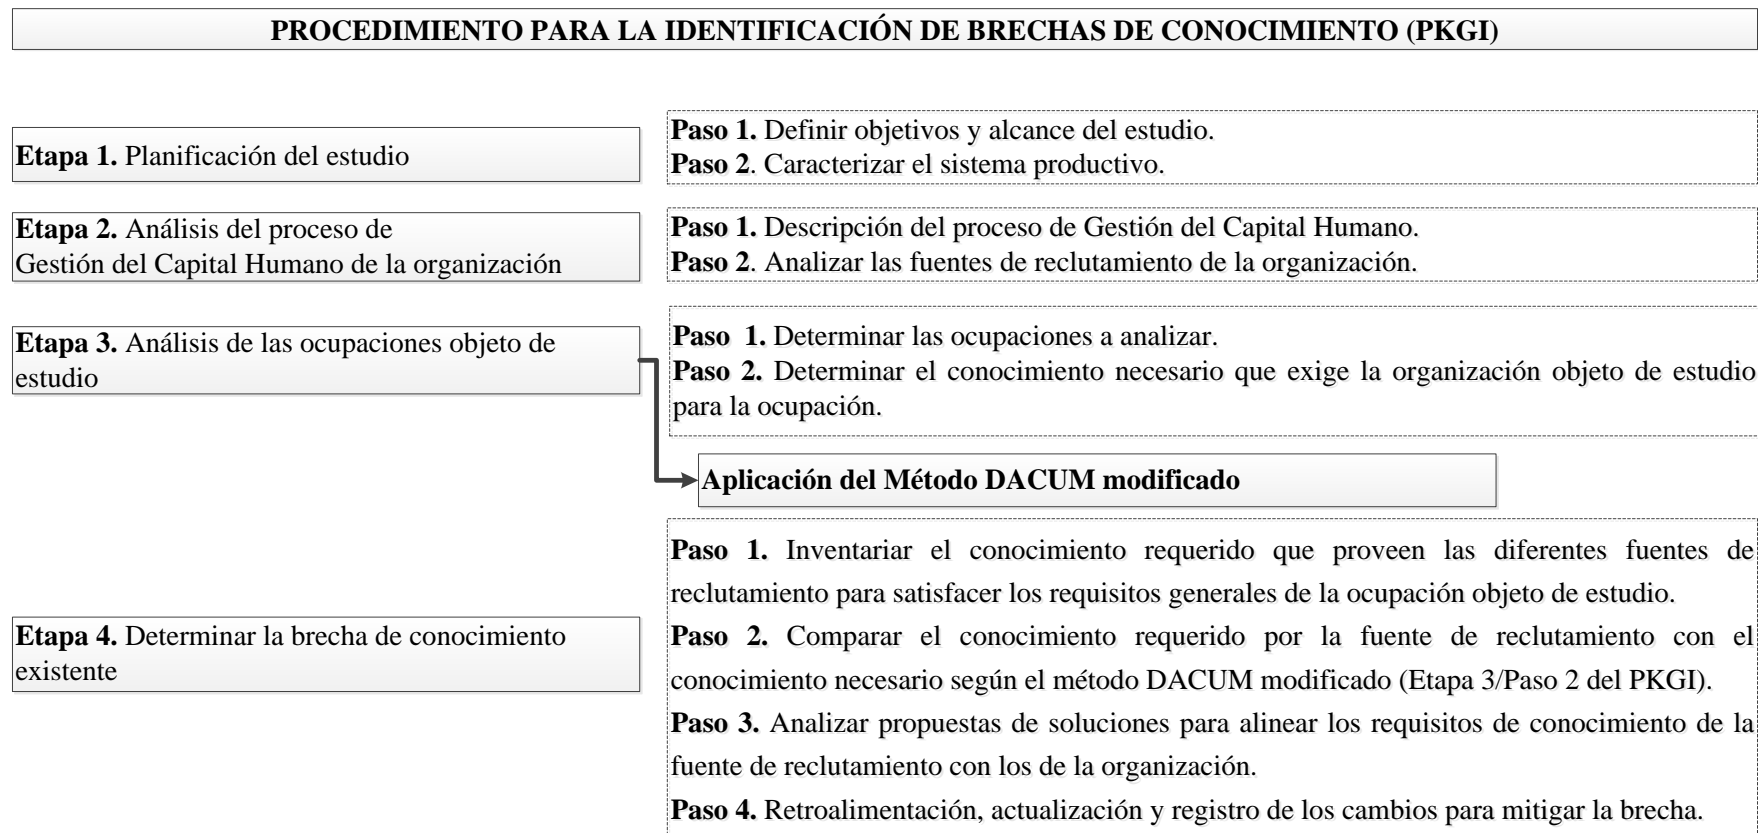 PROCEDIMIENTO PARA LA IDENTIFICACIÓN DE BRECHAS DE CONOCIMIENTO (PKGI)
Etapa 1. Planificación del estudio
Paso 1. Definir objetivos y alcance del estudio.
Paso 2. Caracterizar el sistema productivo.
Etapa 2. Análisis del proceso de
Gestión del Capital Humano de la organización
Paso 1. Descripción del proceso de Gestión del Capital Humano.
Paso 2. Analizar las fuentes de reclutamiento de la organización.
Etapa 3. Análisis de las ocupaciones objeto de
estudio
Paso 1. Determinar las ocupaciones a analizar.
Paso 2. Determinar el conocimiento necesario que exige la organización objeto de estudio
para la ocupación.
Aplicación del Método DACUM modificado
Etapa 4. Determinar la brecha de conocimiento
existente
Paso 1. Inventariar el conocimiento requerido que proveen las diferentes fuentes de
reclutamiento para satisfacer los requisitos generales de la ocupación objeto de estudio.
Paso 2. Comparar el conocimiento requerido por la fuente de reclutamiento con el
conocimiento necesario según el método DACUM modificado (Etapa 3/Paso 2 del PKGI).
Paso 3. Analizar propuestas de soluciones para alinear los requisitos de conocimiento de la
fuente de reclutamiento con los de la organización.
Paso 4. Retroalimentación, actualización y registro de los cambios para mitigar la brecha.